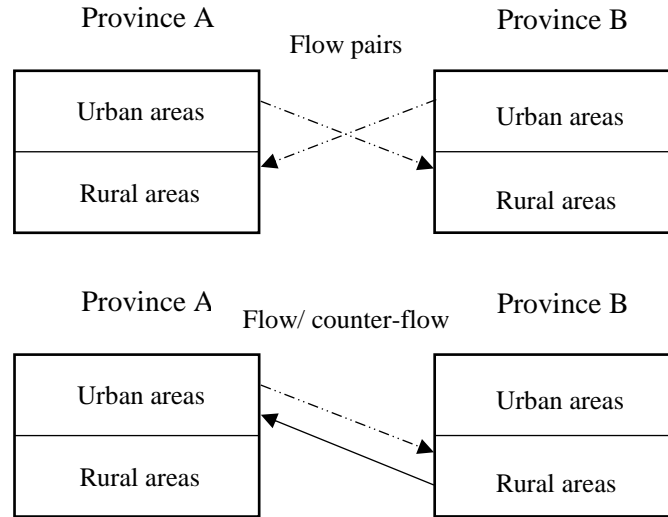 Province A
Province B
Flow pairs
Urban areas
Urban areas
Rural areas
Rural areas
Province A
Province B
Flow/ counter-flow
Urban areas
Urban areas
Rural areas
Rural areas